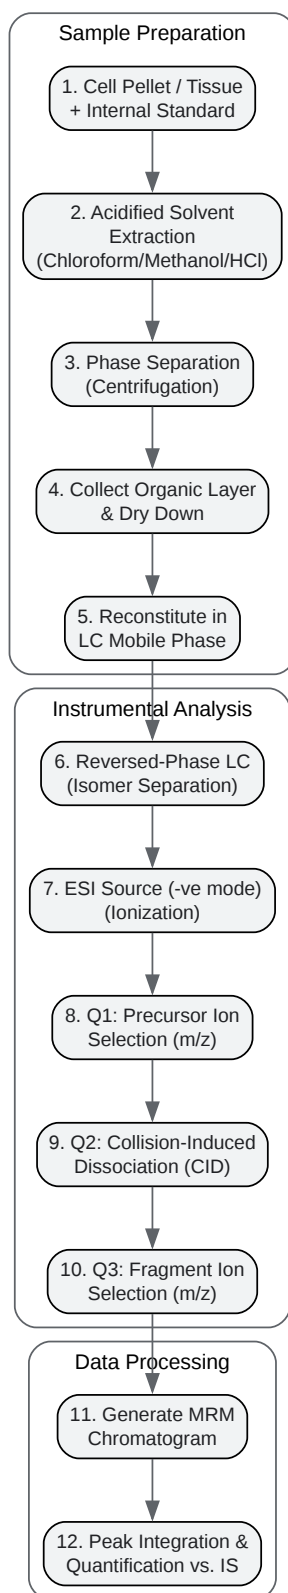 Sample Preparation
1. Cell Pellet / Tissue
+ Internal Standard
2. Acidified Solvent
Extraction
(Chloroform/Methanol/HCl)
3. Phase Separation
(Centrifugation)
4. Collect Organic Layer
& Dry Down
5. Reconstitute in
LC Mobile Phase
Instrumental Analysis
6. Reversed-Phase LC
(Isomer Separation)
7. ESI Source (-ve mode)
(Ionization)
8. Q1: Precursor Ion
Selection (m/z)
9. Q2: Collision-Induced
Dissociation (CID)
10. Q3: Fragment Ion
Selection (m/z)
Data Processing
11. Generate MRM
Chromatogram
12. Peak Integration &
Quantification vs. IS